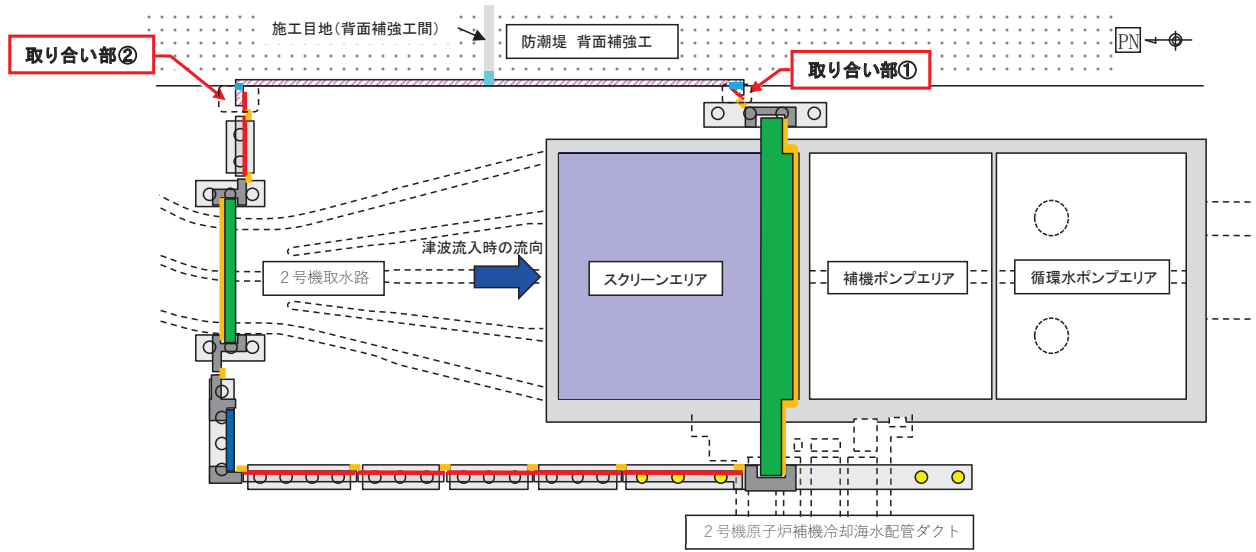 施工目地(背面補強工間)
防潮堤 背面補強工
PN
取り合い部②
取り合い部①
津波流入時の流向
２号機取水路
スクリーンエリア
補機ポンプエリア
循環水ポンプエリア
２号機原子炉補機冷却海水配管ダクト